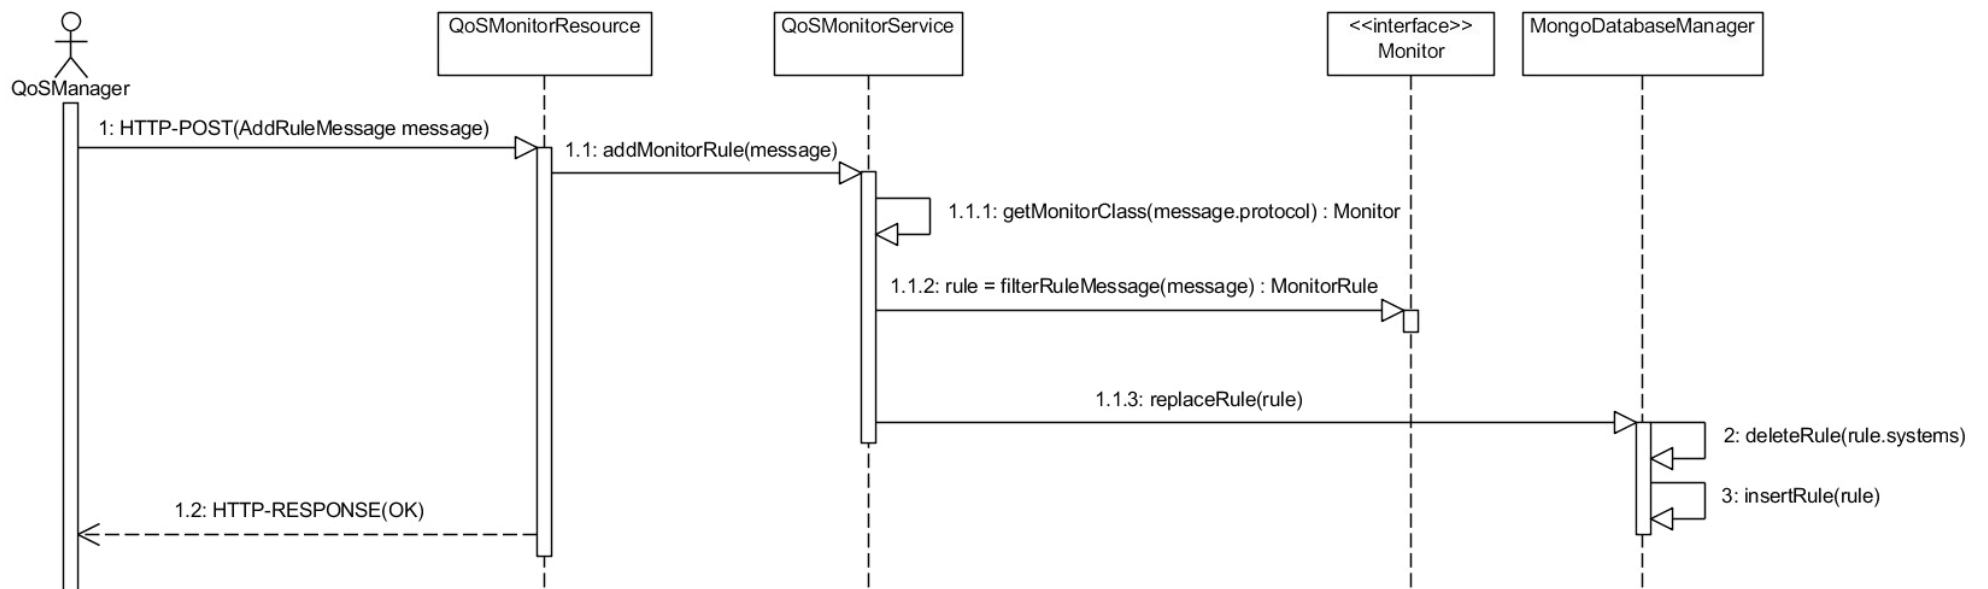 QoSManager
QoSMonitorResource
QoSMonitorService
<<interface>>
Monitor
MongoDatabaseManager
1: HTTP-POST(AddRuleMessage message)
1.1: addMonitorRule(message)
1.1.1: getMonitorClass(message.protocol) : Monitor
1.1.2: rule = filterRuleMessage(message) : MonitorRule
1.1.3: replaceRule(rule)
2: deleteRule(rule.systems)
3: insertRule(rule)
1.2: HTTP-RESPONSE(OK)